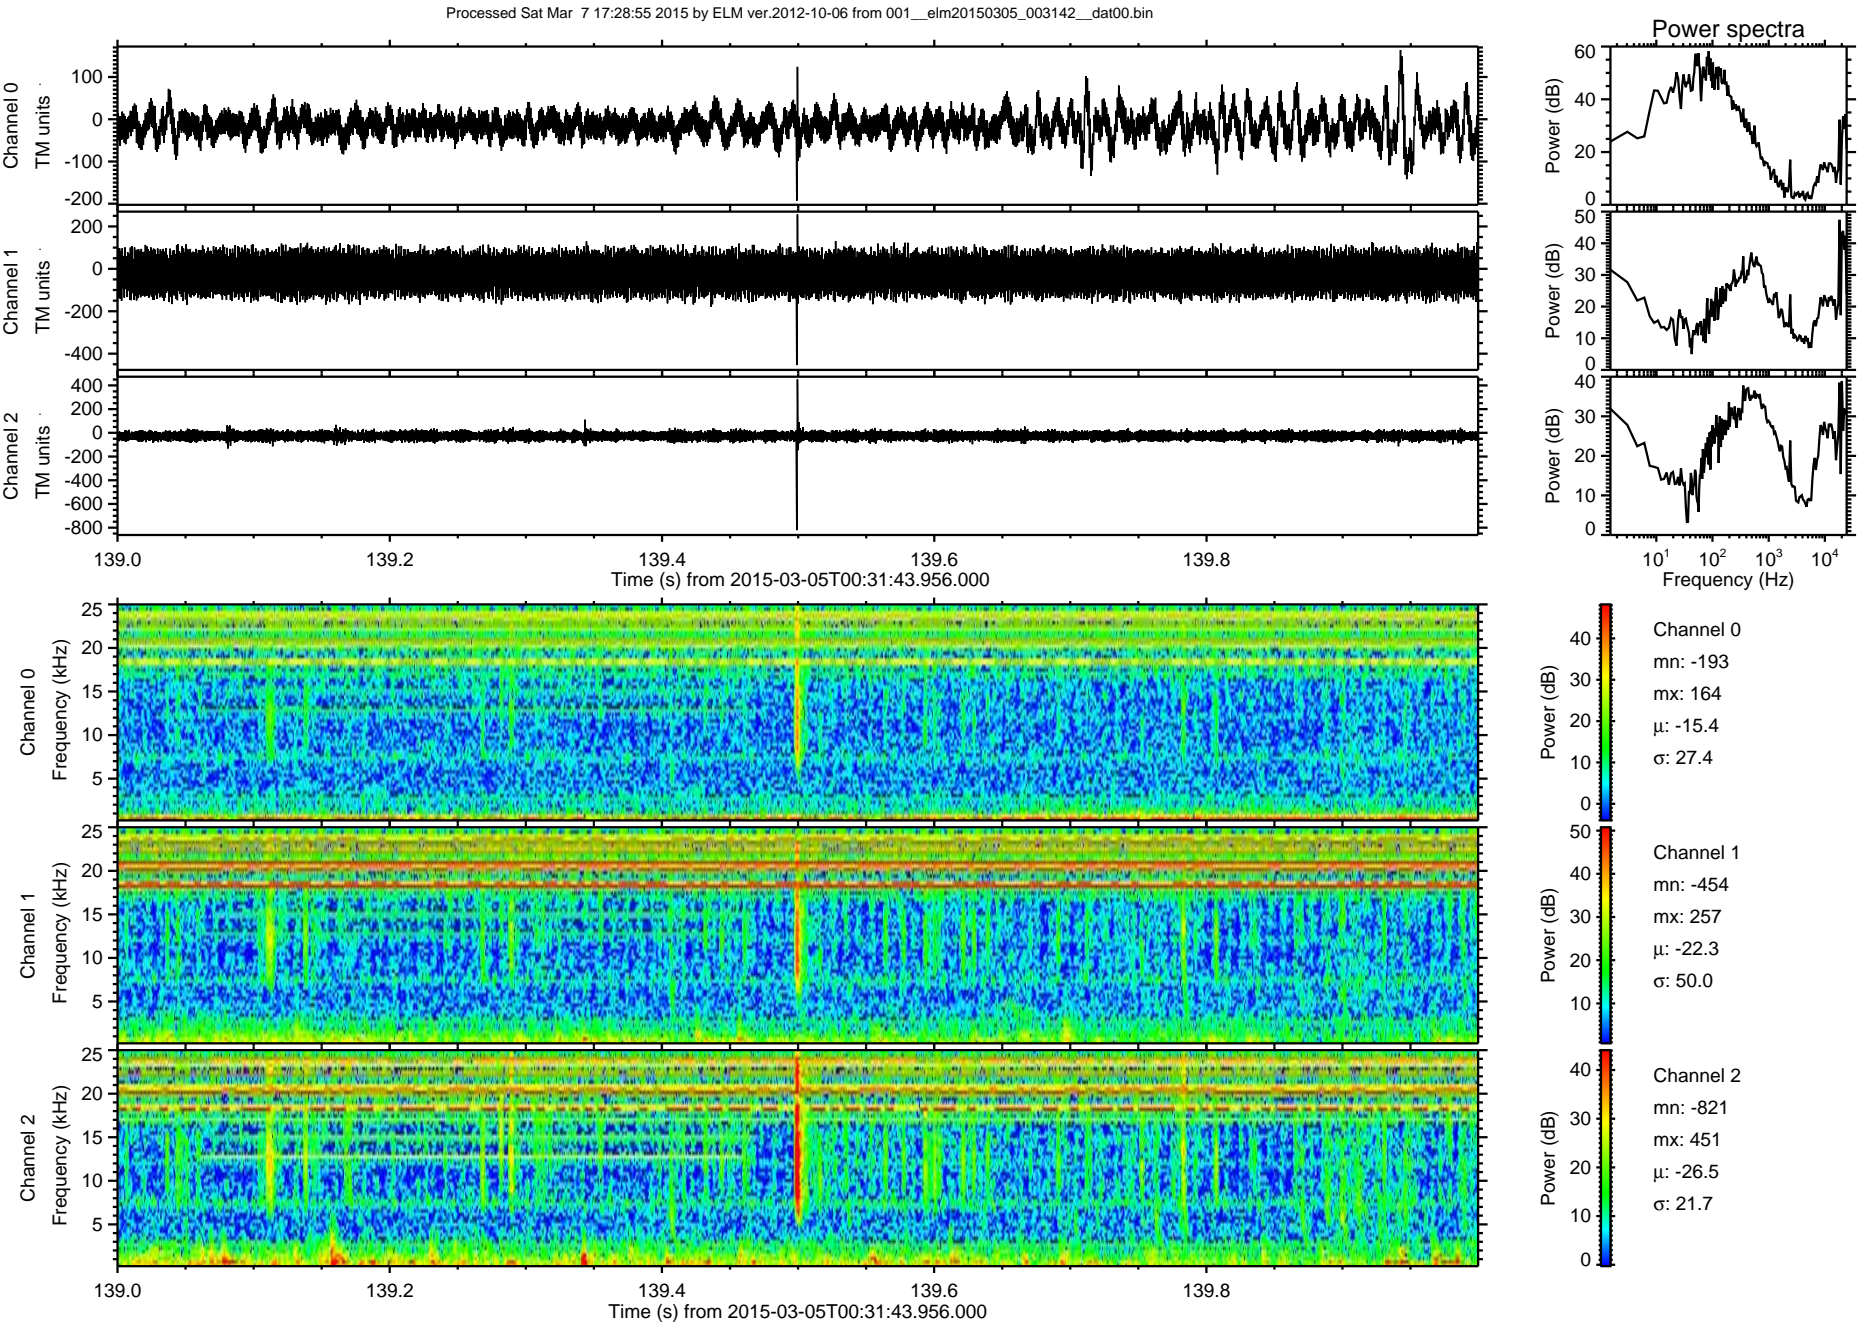 Processed Sat Mar 7 17:28:55 2015 by ELM ver.2012-10-06 from 001__elm20150305_003142__dat00.bin
Power spectra
Channel 0
TM units
100
0
-100
-200
Power (dB)
60
40
20
0
Channel 1
TM units
200
0
-200
-400
Power (dB)
50
40
30
20
10
0
Channel 2
TM units
400
200
0
-200
-400
-600
-800
Power (dB)
40
30
20
10
0
139.0 139.2 139.4 139.6 139.8
Time (s) from 2015-03-05T00:31:43.956.000
10^1 10^2 10^3 10^4
Frequency (Hz)
Channel 0
Frequency (kHz)
25
20
15
10
5
Power (dB)
40
30
20
10
0
Channel 0
mn: -193
mx: 164
μ: -15.4
σ: 27.4
Channel 1
Frequency (kHz)
25
20
15
10
5
Power (dB)
50
40
30
20
10
Channel 1
mn: -454
mx: 257
μ: -22.3
σ: 50.0
Channel 2
Frequency (kHz)
25
20
15
10
5
Power (dB)
40
30
20
10
0
Channel 2
mn: -821
mx: 451
μ: -26.5
σ: 21.7
139.0 139.2 139.4 139.6 139.8
Time (s) from 2015-03-05T00:31:43.956.000